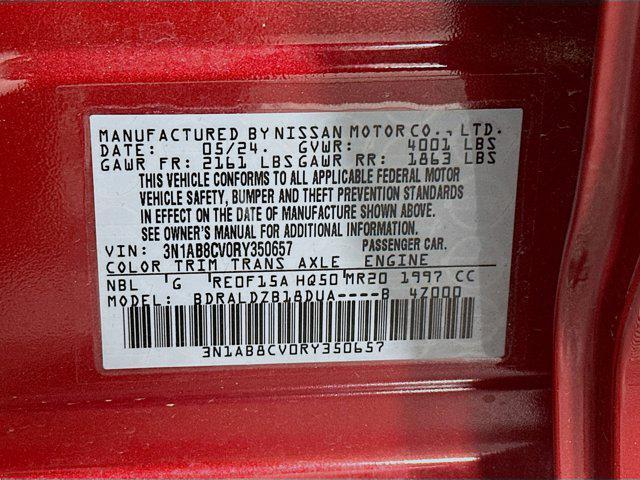 MANUFACTURED BY NISSAN MOTOR CO., LTD.
DATE: 05/24. GVWR: 4001 LBS
GAWR FR: 2161 LBS GAWR RR: 1863 LBS
THIS VEHICLE CONFORMS TO ALL APPLICABLE FEDERAL MOTOR
VEHICLE SAFETY, BUMPER AND THEFT PREVENTION STANDARDS
IN EFFECT ON THE DATE OF MANUFACTURE SHOWN ABOVE.
SEE OWNER'S MANUAL FOR ADDITIONAL INFORMATION.
VIN: 3N1AB8CV0RY350657 PASSENGER CAR.
COLOR TRIM TRANS AXLE ENGINE
NBL G RE0F15A HQ50 MR20 1997 CC
MODEL: BDRALDZB18DUA----B 4Z000
3N1AB8CV0RY350657